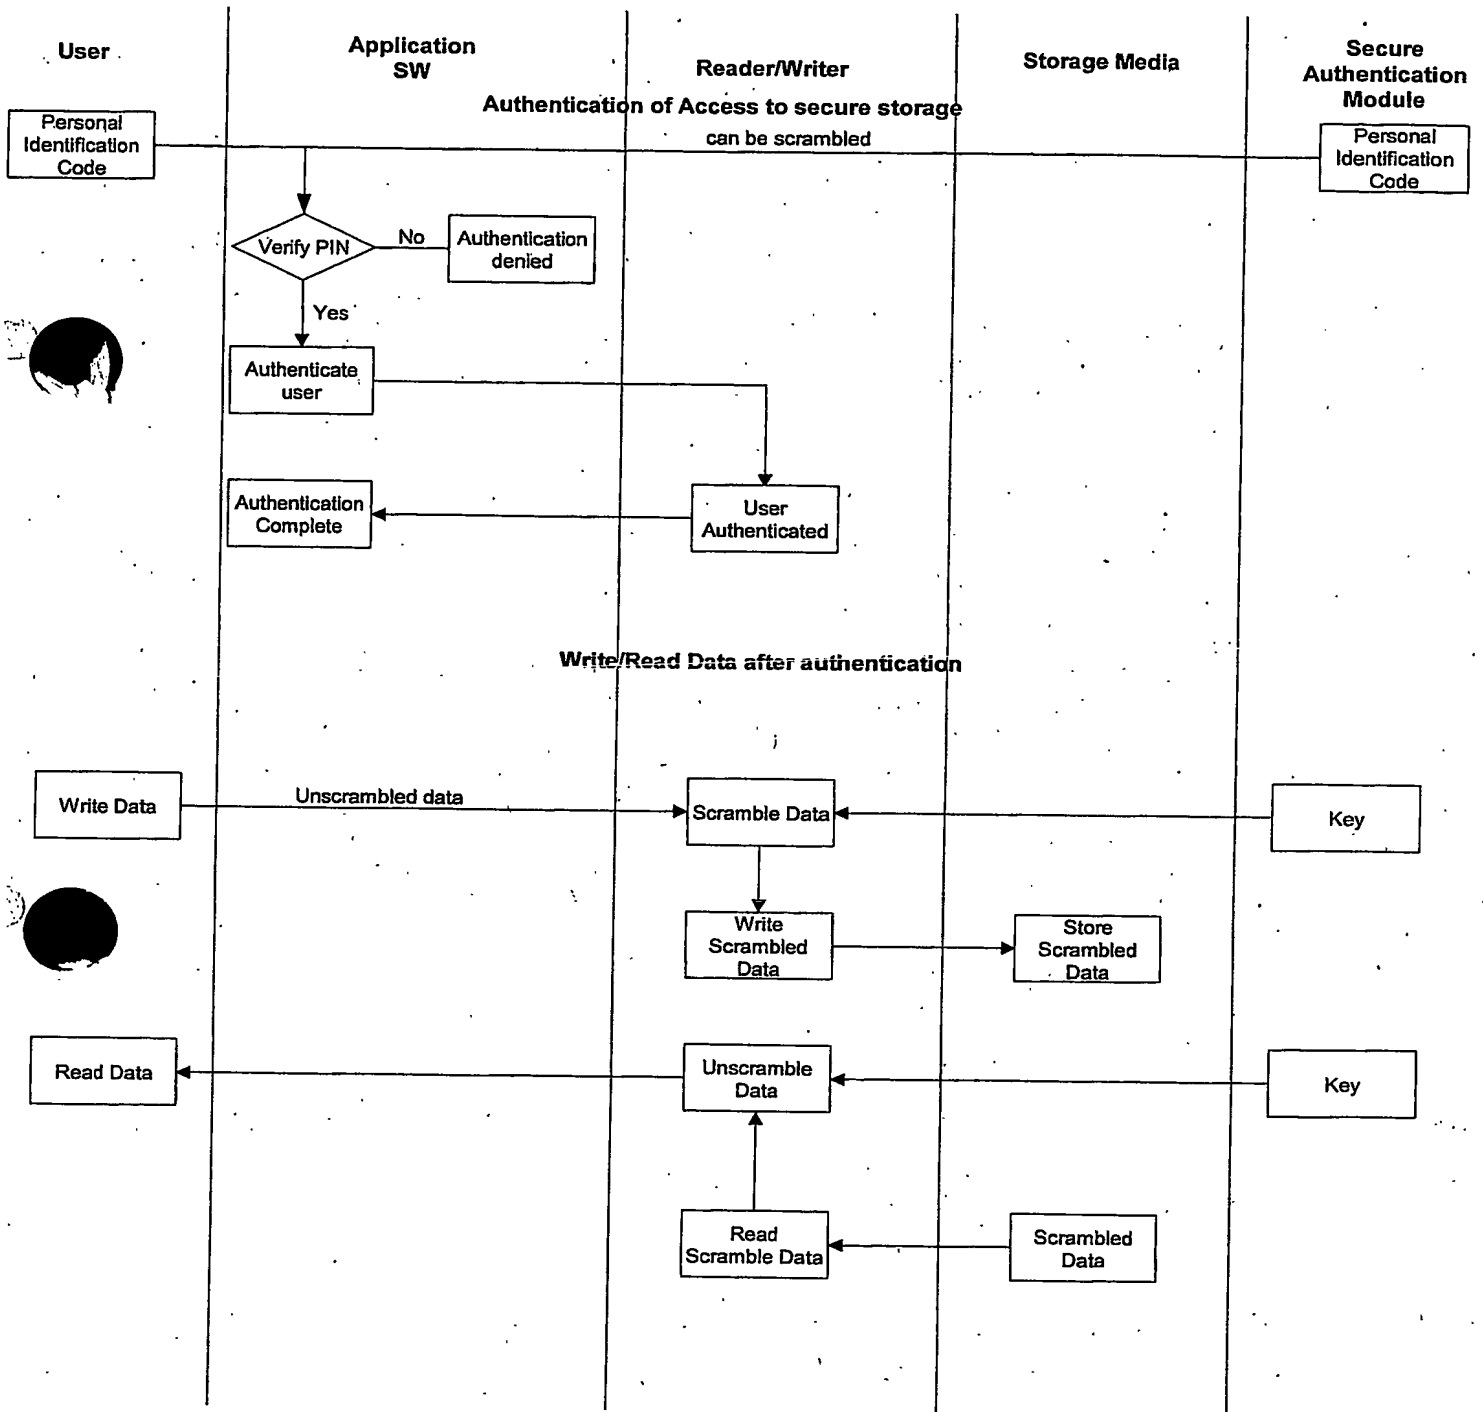 User
Application
SW
Reader/Writer
Storage Media
Secure
Authentication
Module
Authentication of Access to secure storage
can be scrambled
Personal
Identification
Code
Personal
Identification
Code
Verify PIN
No
Authentication
denied
Yes
Authenticate
user
Authentication
Complete
User
Authenticated
Write/Read Data after authentication
Write Data
Unscrambled data
Scramble Data
Key
Write
Scrambled
Data
Store
Scrambled
Data
Read Data
Unscramble
Data
Key
Read
Scramble Data
Scrambled
Data